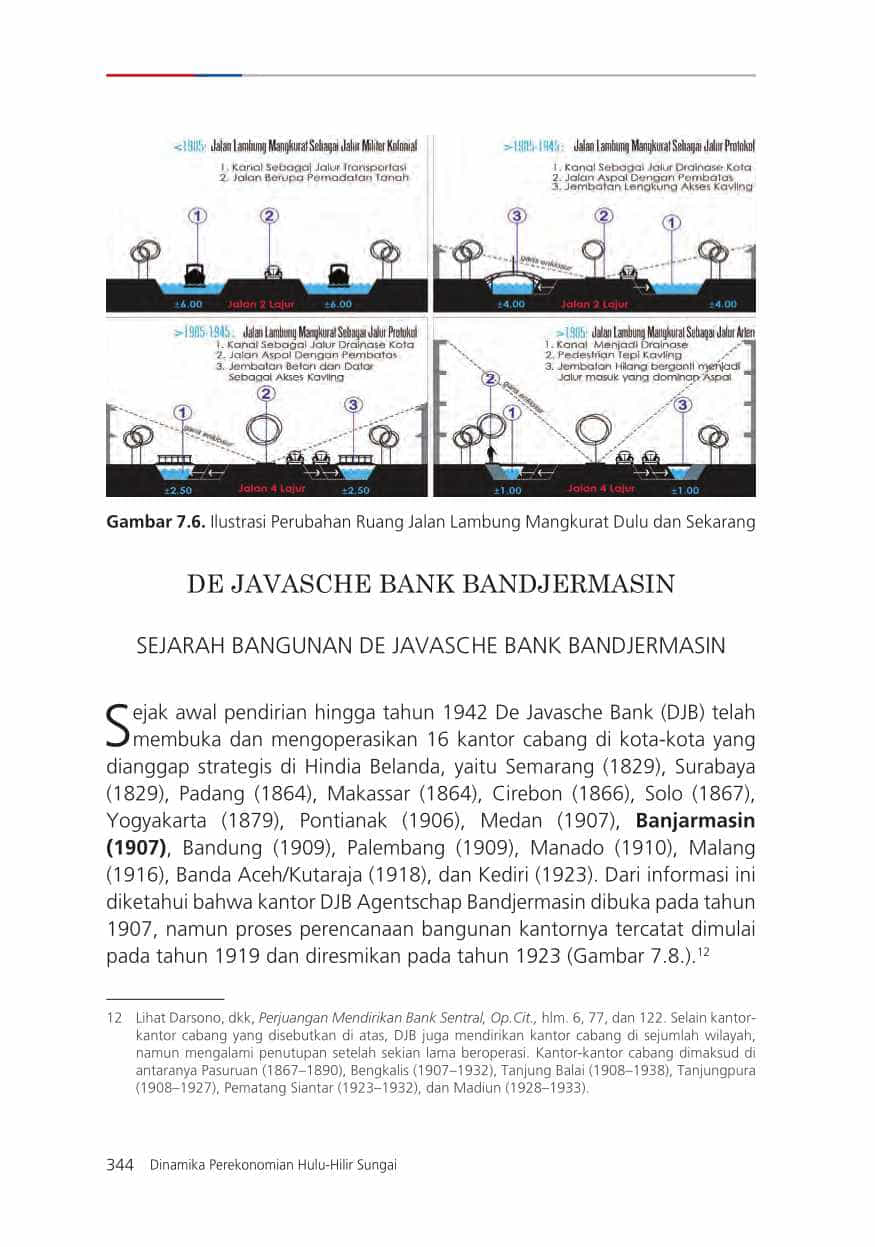 <1905: Jalan Lambung Mangkurat Sebagai Jalur Militer Kolonial
1. Kanal Sebagai Jalur Transportasi
2. Jalan Berupa Pemadatan Tanah
1
2
±6.00
Jalan 2 Lajur
±6.00
>1905-1945: Jalan Lambung Mangkurat Sebagai Jalur Protokol
1. Kanal Sebagai Jalur Drainase Kota
2. Jalan Aspal Dengan Pembatas
3. Jembatan Lengkung Akses Kavling
3
2
1
garis enklosur
±4.00
Jalan 2 Lajur
±4.00
>1905-1945: Jalan Lambung Mangkurat Sebagai Jalur Protokol
1. Kanal Sebagai Jalur Drainase Kota
2. Jalan Aspal Dengan Pembatas
3. Jembatan Beton dan Datar
Sebagai Akses Kavling
1
2
3
garis enklosur
±2.50
Jalan 4 Lajur
±2.50
>1905: Jalan Lambung Mangkurat Sebagai Jalur Arteri
1. Kanal Menjadi Drainase
2. Pedestrian Tepi Kavling
3. Jembatan Hilang berganti menjadi
Jalur masuk yang dominan Aspal
2
1
3
garis enklosur
±1.00
Jalan 4 Lajur
±1.00
Gambar 7.6. Ilustrasi Perubahan Ruang Jalan Lambung Mangkurat Dulu dan Sekarang
DE JAVASCHE BANK BANDJERMASIN
SEJARAH BANGUNAN DE JAVASCHE BANK BANDJERMASIN
Sejak awal pendirian hingga tahun 1942 De Javasche Bank (DJB) telah
membuka dan mengoperasikan 16 kantor cabang di kota-kota yang
dianggap strategis di Hindia Belanda, yaitu Semarang (1829), Surabaya
(1829), Padang (1864), Makassar (1864), Cirebon (1866), Solo (1867),
Yogyakarta (1879), Pontianak (1906), Medan (1907), Banjarmasin
(1907), Bandung (1909), Palembang (1909), Manado (1910), Malang
(1916), Banda Aceh/Kutaraja (1918), dan Kediri (1923). Dari informasi ini
diketahui bahwa kantor DJB Agentschap Bandjermasin dibuka pada tahun
1907, namun proses perencanaan bangunan kantornya tercatat dimulai
pada tahun 1919 dan diresmikan pada tahun 1923 (Gambar 7.8.).12
12 Lihat Darsono, dkk, Perjuangan Mendirikan Bank Sentral, Op.Cit., hlm. 6, 77, dan 122. Selain kantor-
kantor cabang yang disebutkan di atas, DJB juga mendirikan kantor cabang di sejumlah wilayah,
namun mengalami penutupan setelah sekian lama beroperasi. Kantor-kantor cabang dimaksud di
antaranya Pasuruan (1867–1890), Bengkalis (1907–1932), Tanjung Balai (1908–1938), Tanjungpura
(1908–1927), Pematang Siantar (1923–1932), dan Madiun (1928–1933).
344 Dinamika Perekonomian Hulu-Hilir Sungai